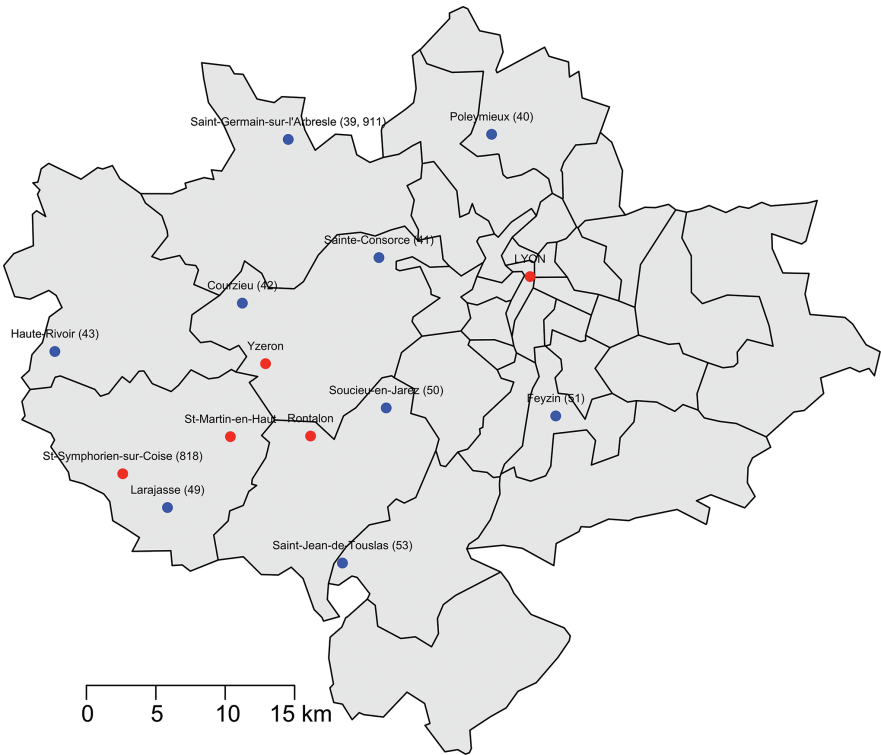 Poleymieux (40)
Saint-Germain-sur-l'Arbresle (39, 911)
Sainte-Consorce (41)
LYON
Courzieu (42)
Haute-Rivoir (43)
Yzeron
Soucieu-en-Jarez (50)
Feyzin (51)
St-Martin-en-Haut
Rontalon
St-Symphorien-sur-Coise (818)
Larajasse (49)
Saint-Jean-de-Touslas (53)
0 5 10 15 km